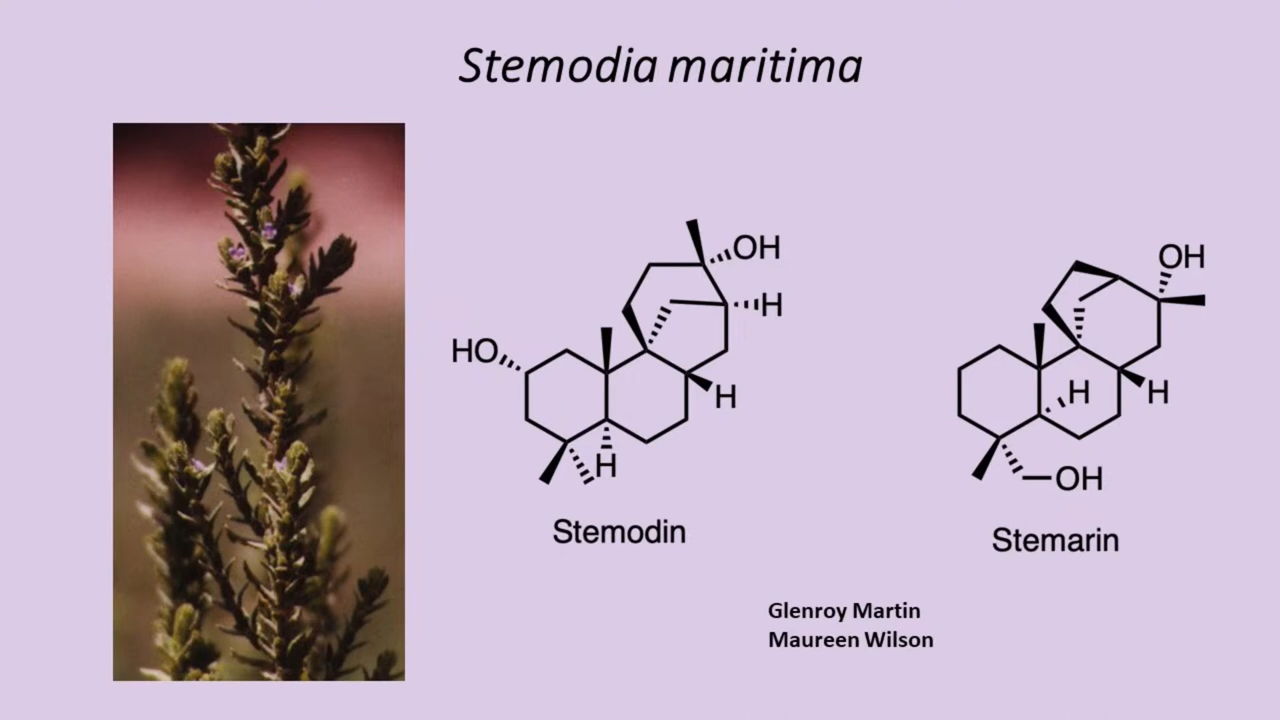 Stemodia maritima
OH
H
HO
H
H
Stemodin
OH
H
H
OH
Stemarin
Glenroy Martin
Maureen Wilson